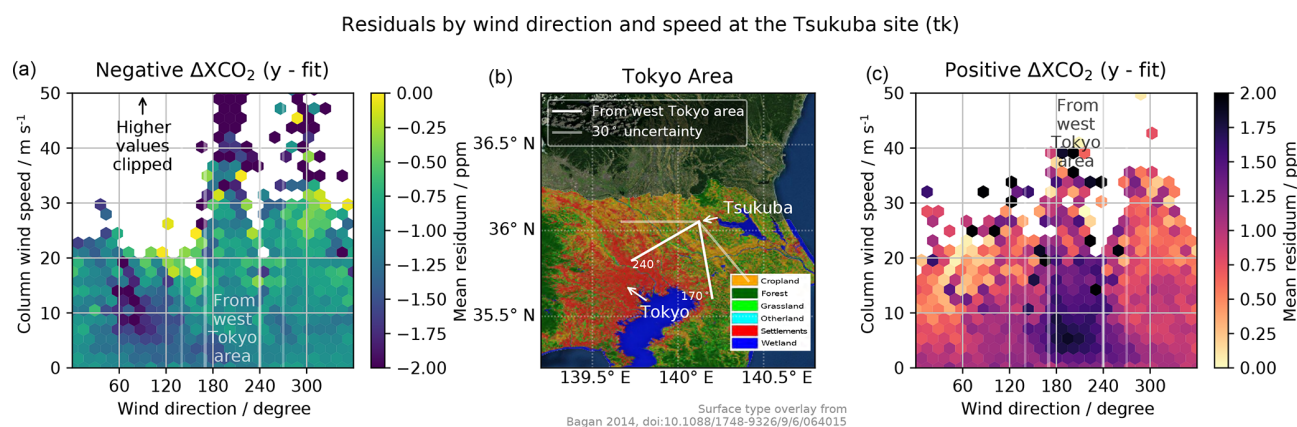 Residuals by wind direction and speed at the Tsukuba site (tk)
(a)
Negative ΔXCO₂ (y - fit)
Column wind speed / m s⁻¹
50
40
30
20
10
0
60
120
180
240
300
Wind direction / degree
Higher
values
clipped
From
west
Tokyo
area
0.00
−0.25
−0.50
−0.75
−1.00
−1.25
−1.50
−1.75
−2.00
Mean residuum / ppm
(b)
Tokyo Area
From west Tokyo area
30° uncertainty
36.5° N
36° N
35.5° N
139.5° E
140° E
140.5° E
Tsukuba
240°
170°
Tokyo
Cropland
Forest
Grassland
Otherland
Settlements
Wetland
Surface type overlay from
Bagan 2014, doi:10.1088/1748-9326/9/6/064015
(c)
Positive ΔXCO₂ (y - fit)
Column wind speed / m s⁻¹
50
40
30
20
10
0
60
120
180
240
300
Wind direction / degree
From
west
Tokyo
area
2.00
1.75
1.50
1.25
1.00
0.75
0.50
0.25
0.00
Mean residuum / ppm